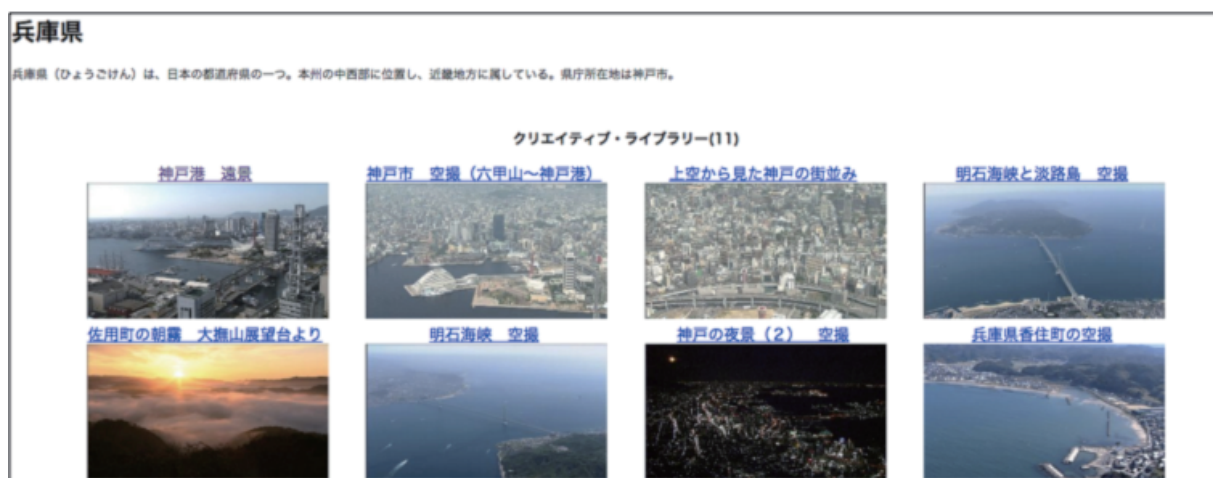 兵庫県
兵庫県（ひょうごけん）は、日本の都道府県の一つ。本州の中西部に位置し、近畿地方に属している。県庁所在地は神戸市。
クリエイティブ・ライブラリー(11)
神戸港　遠景
神戸市　空撮（六甲山〜神戸港）
上空から見た神戸の街並み
明石海峡と淡路島　空撮
佐用町の朝霧　大撫山展望台より
明石海峡　空撮
神戸の夜景（2）　空撮
兵庫県香住町の空撮